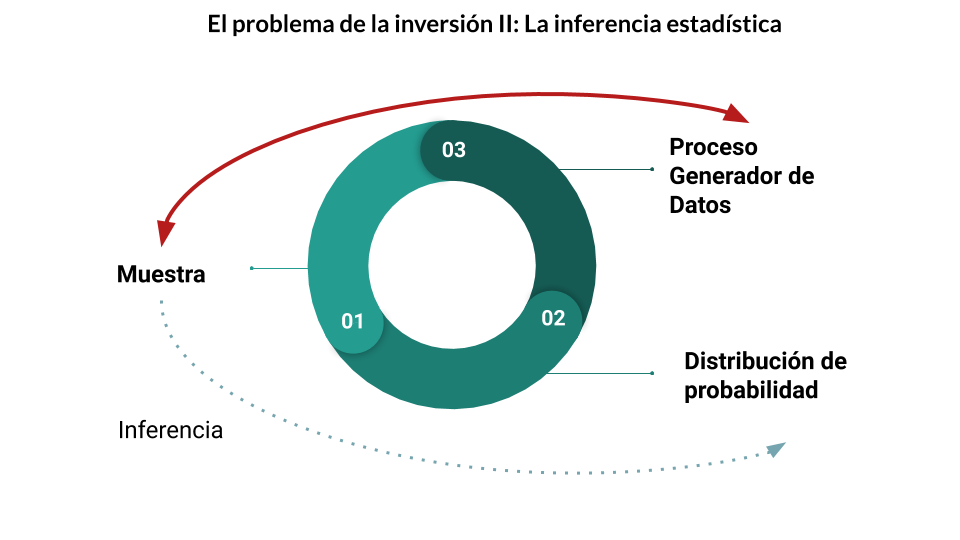 El problema de la inversión II: La inferencia estadística
03
Proceso
Generador de
Datos
Muestra
01
02
Distribución de
probabilidad
Inferencia